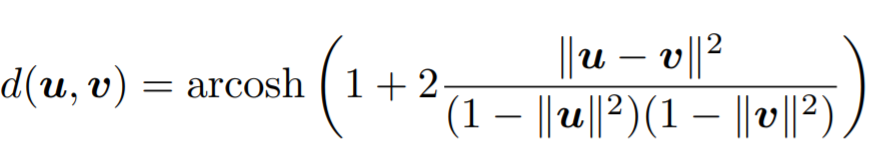 d(u, v) = arcosh ( 1 + 2 ‖u − v‖² / ((1 − ‖u‖²)(1 − ‖v‖²)) )